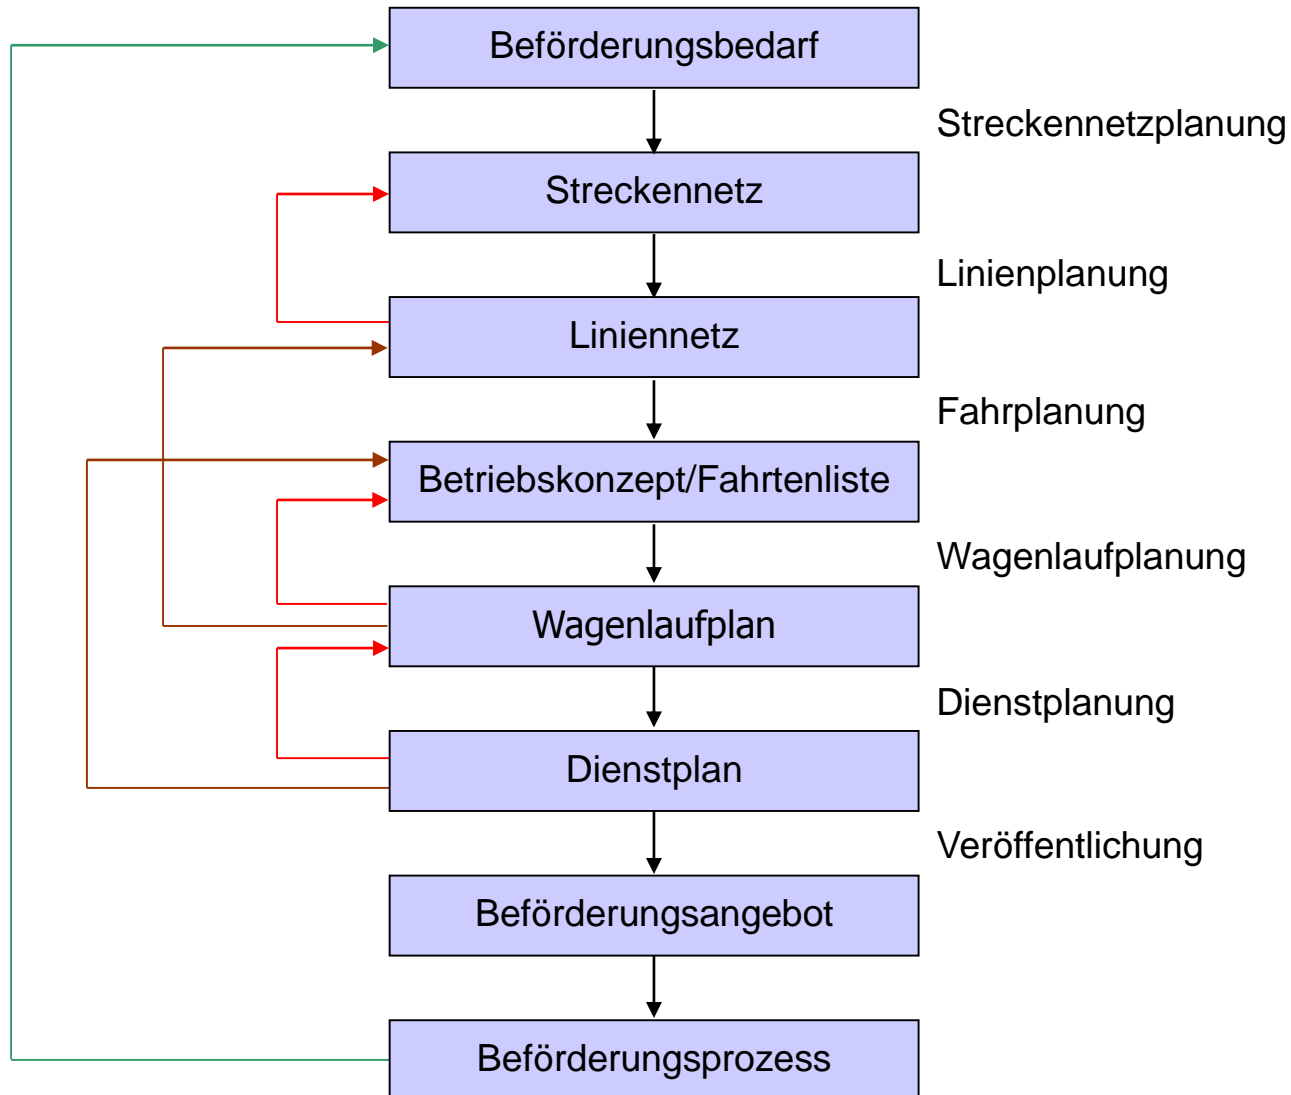 Beförderungsbedarf
Streckennetzplanung
Streckennetz
Linienplanung
Liniennetz
Fahrplanung
Betriebskonzept/Fahrtenliste
Wagenlaufplanung
Wagenlaufplan
Dienstplanung
Dienstplan
Veröffentlichung
Beförderungsangebot
Beförderungsprozess